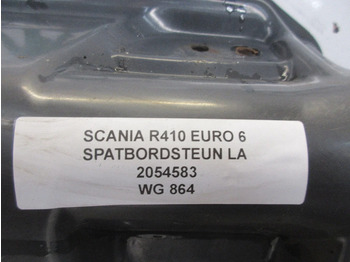 SCANIA R410 EURO 6
SPATBORDSTEUN LA
2054583
WG 864